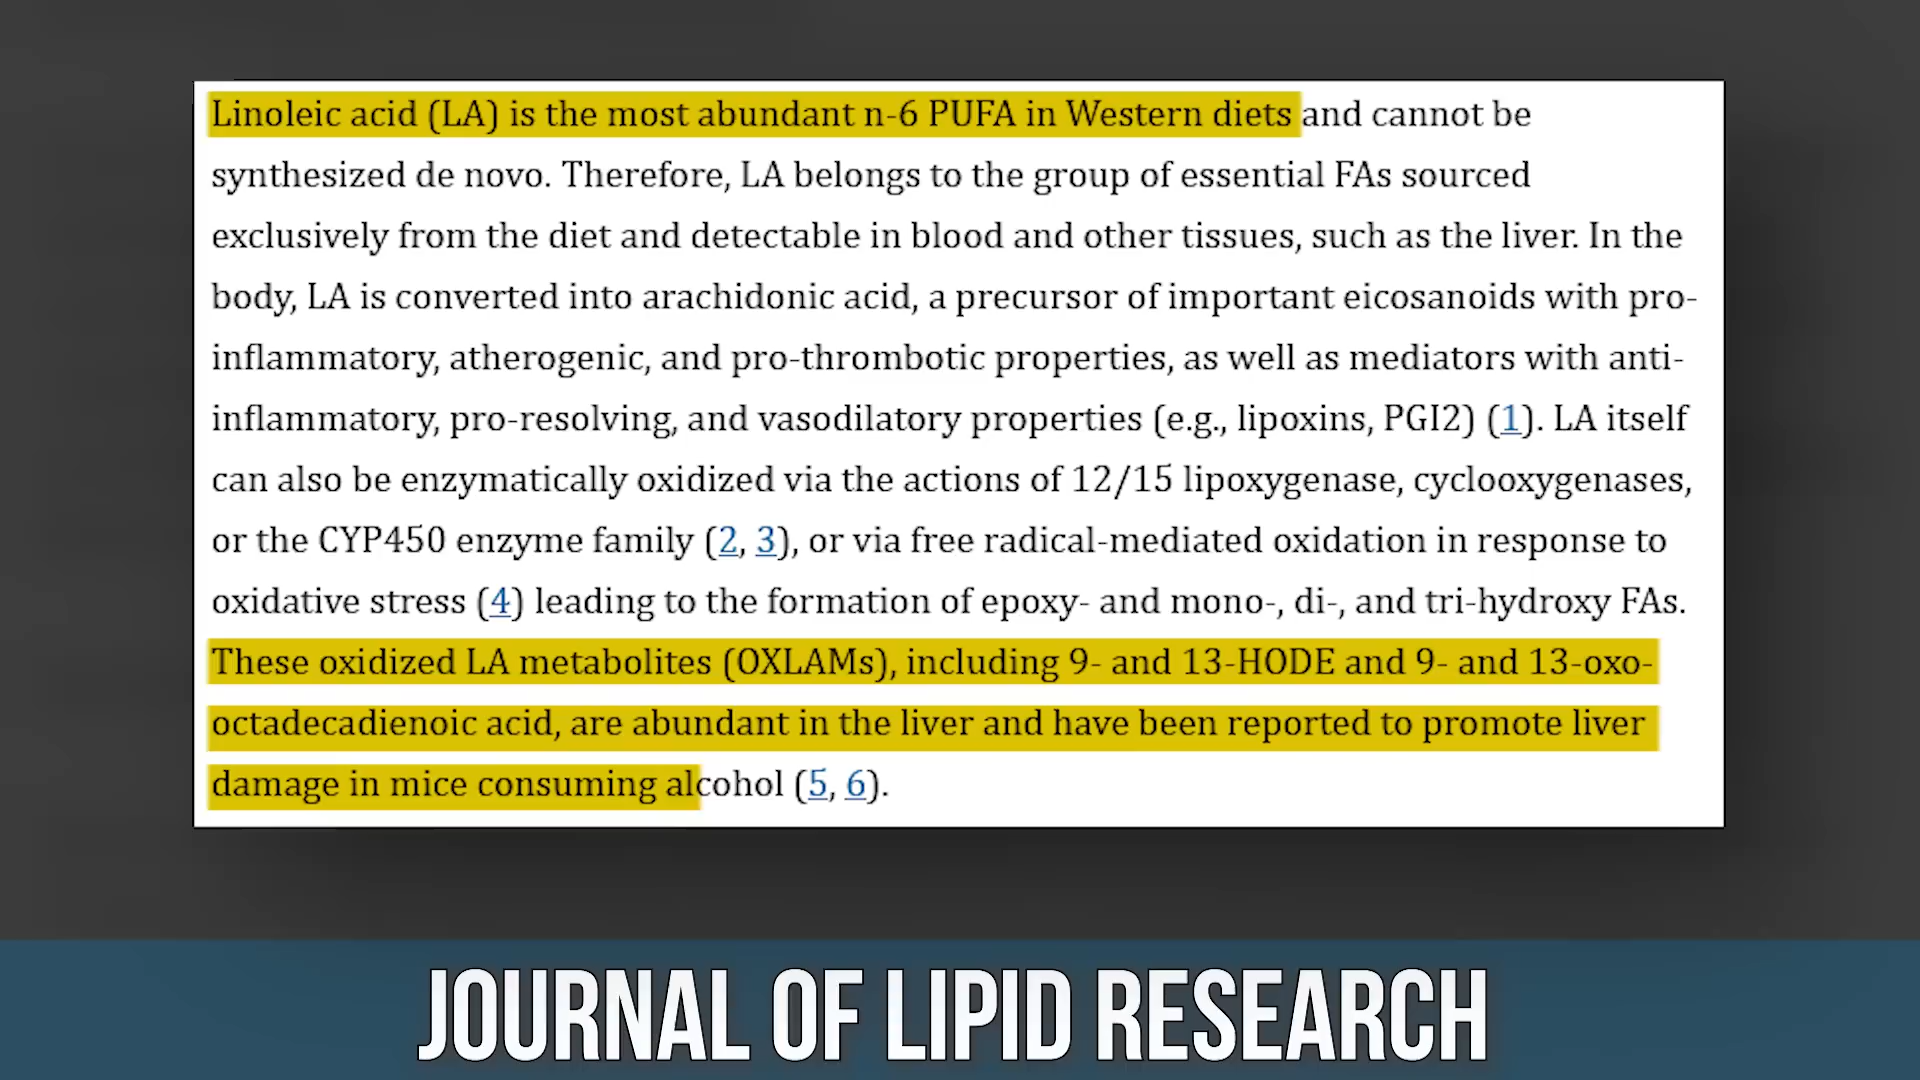 Linoleic acid (LA) is the most abundant n-6 PUFA in Western diets and cannot be
synthesized de novo. Therefore, LA belongs to the group of essential FAs sourced
exclusively from the diet and detectable in blood and other tissues, such as the liver. In the
body, LA is converted into arachidonic acid, a precursor of important eicosanoids with pro-
inflammatory, atherogenic, and pro-thrombotic properties, as well as mediators with anti-
inflammatory, pro-resolving, and vasodilatory properties (e.g., lipoxins, PGI2) (1). LA itself
can also be enzymatically oxidized via the actions of 12/15 lipoxygenase, cyclooxygenases,
or the CYP450 enzyme family (2, 3), or via free radical-mediated oxidation in response to
oxidative stress (4) leading to the formation of epoxy- and mono-, di-, and tri-hydroxy FAs.
These oxidized LA metabolites (OXLAMs), including 9- and 13-HODE and 9- and 13-oxo-
octadecadienoic acid, are abundant in the liver and have been reported to promote liver
damage in mice consuming alcohol (5, 6).
JOURNAL OF LIPID RESEARCH